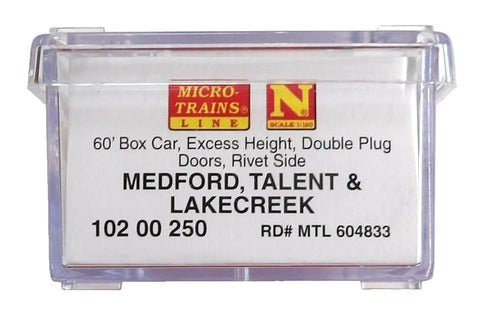 MICRO-
TRAINS®
LINE
N®
SCALE 1:160
60' Box Car, Excess Height, Double Plug
Doors, Rivet Side
MEDFORD, TALENT &
LAKECREEK
102 00 250 RD# MTL 604833